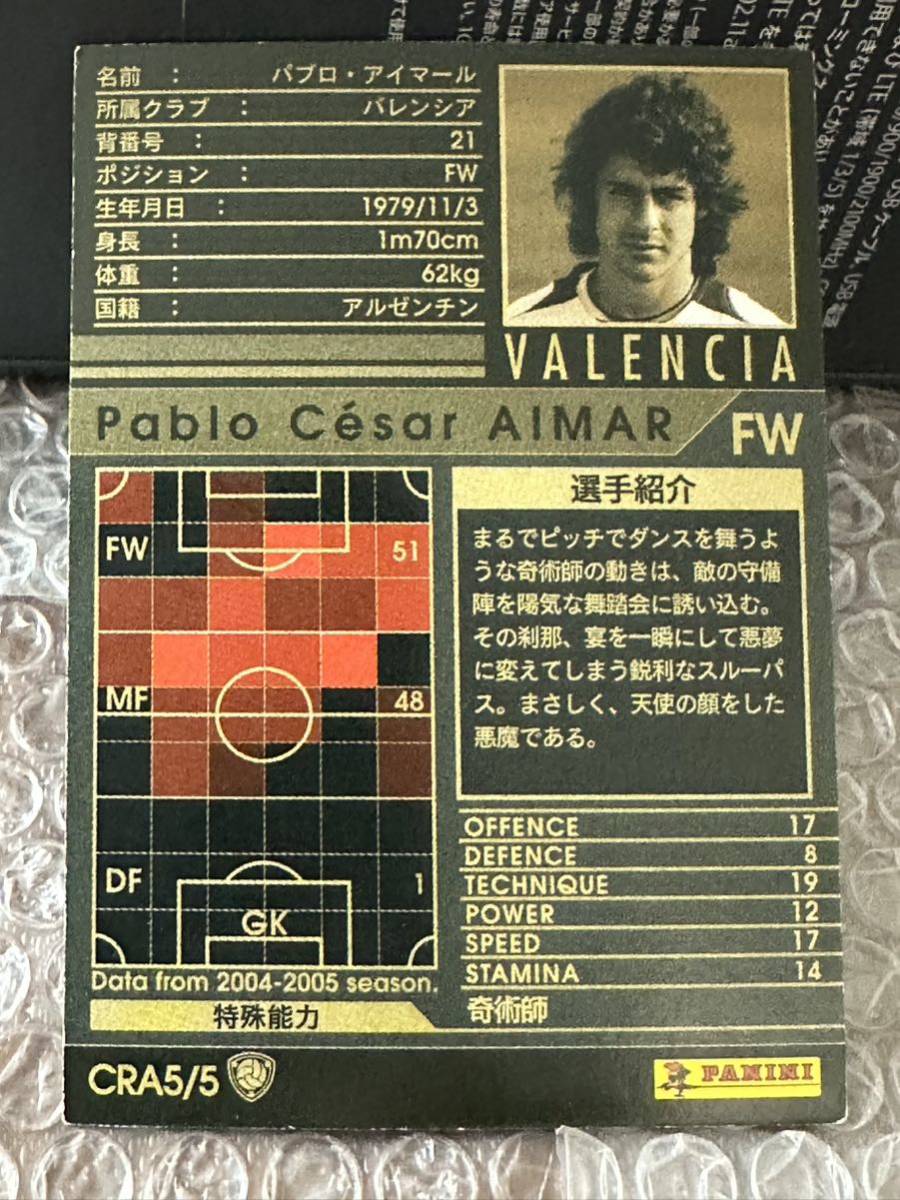 名前 : パブロ・アイマール
所属クラブ : バレンシア
背番号 : 21
ポジション : FW
生年月日 : 1979/11/3
身長 : 1m70cm
体重 : 62kg
国籍 : アルゼンチン
VALENCIA
Pablo César AIMAR
FW
FW 51
MF 48
DF 1
GK
Data from 2004-2005 season.
選手紹介
まるでピッチでダンスを舞うよ
うな奇術師の動きは、敵の守備
陣を陽気な舞踏会に誘い込む。
その刹那、宴を一瞬にして悪夢
に変えてしまう鋭利なスルーパ
ス。まさしく、天使の顔をした
悪魔である。
OFFENCE 17
DEFENCE 8
TECHNIQUE 19
POWER 12
SPEED 17
STAMINA 14
特殊能力
奇術師
CRA5/5
PANINI